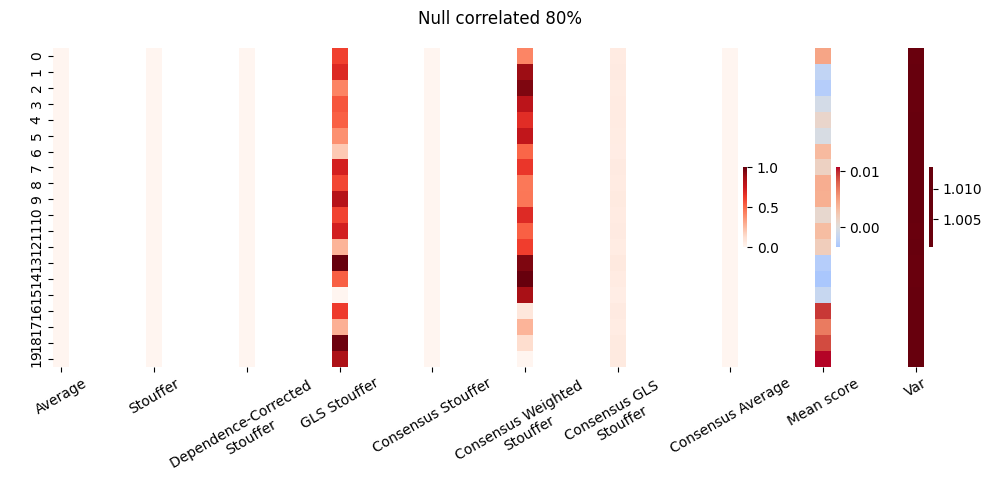 Null correlated 80%
0
1
2
3
4
5
6
7
8
9
10
11
12
13
14
15
16
17
18
19
1.0
0.5
0.0
0.01
0.00
1.010
1.005
Average
Stouffer
Dependence-Corrected
Stouffer
GLS Stouffer
Consensus Stouffer
Consensus Weighted
Stouffer
Consensus GLS
Stouffer
Consensus Average
Mean score
Var